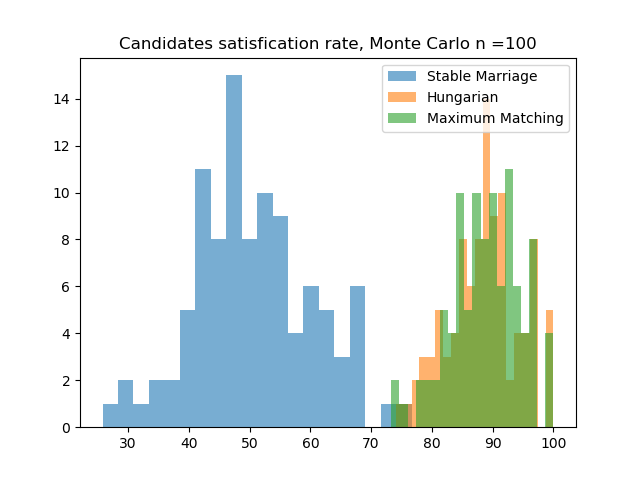 Candidates satisfication rate, Monte Carlo n =100
Stable Marriage
Hungarian
Maximum Matching
14
12
10
8
6
4
2
0
30 40 50 60 70 80 90 100